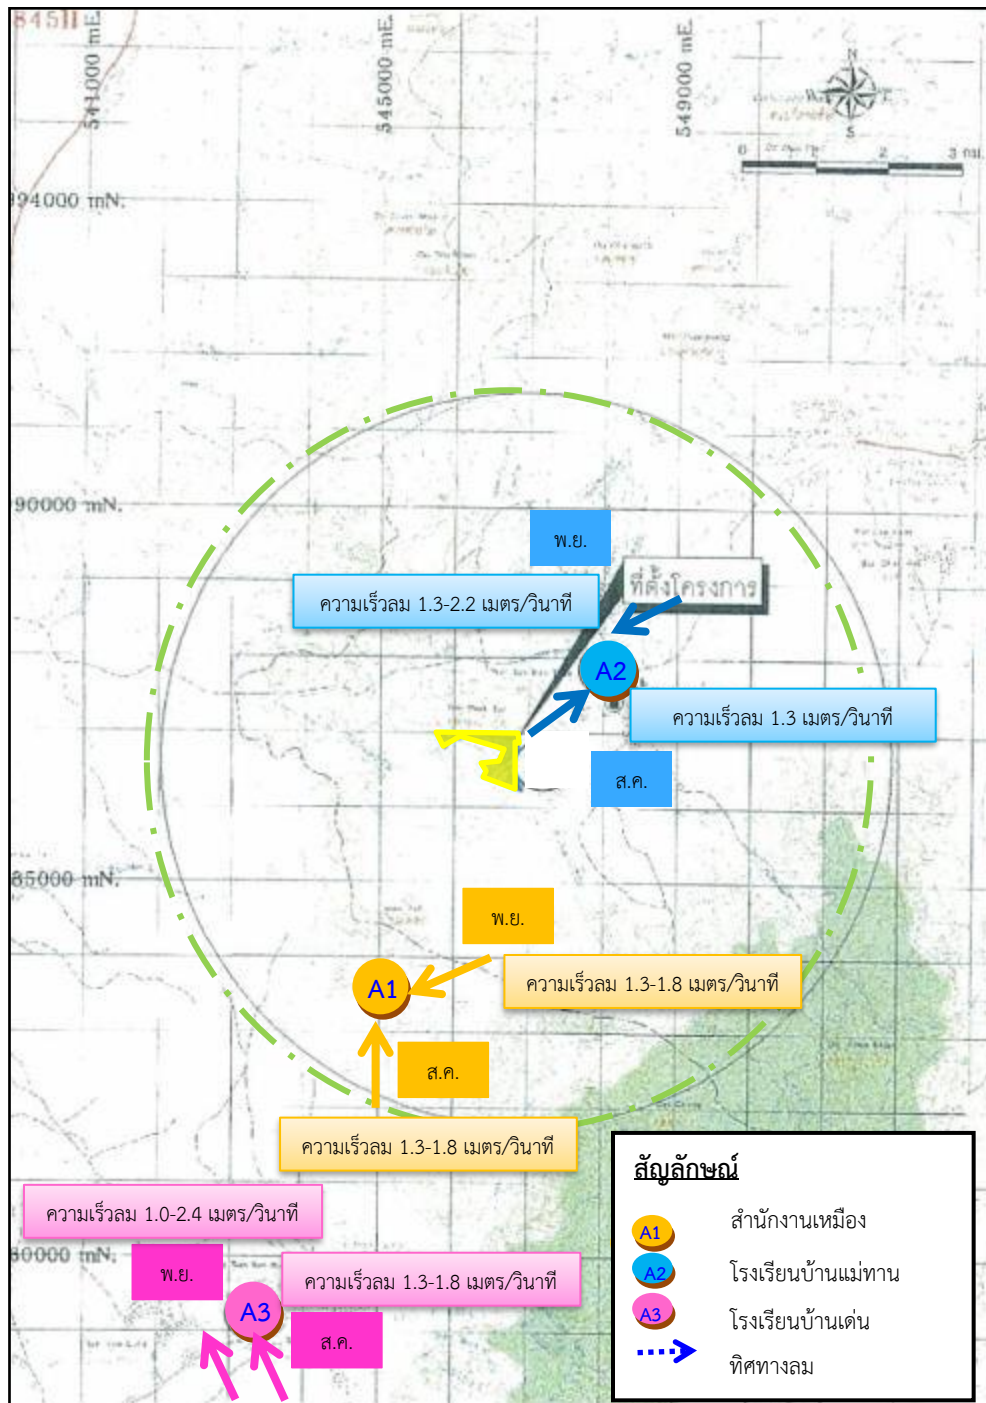 845II
541000 mE.
545000 mE.
549000 mE.
N
S
0
2
3 กม.
94000 mN.
90000 mN.
พ.ย.
ที่ตั้งโครงการ
ความเร็วลม 1.3-2.2 เมตร/วินาที
A2
ความเร็วลม 1.3 เมตร/วินาที
ส.ค.
85000 mN.
พ.ย.
A1
ความเร็วลม 1.3-1.8 เมตร/วินาที
ส.ค.
ความเร็วลม 1.3-1.8 เมตร/วินาที
ความเร็วลม 1.0-2.4 เมตร/วินาที
80000 mN.
พ.ย.
ความเร็วลม 1.3-1.8 เมตร/วินาที
A3
ส.ค.
สัญลักษณ์
A1 สำนักงานเหมือง
A2 โรงเรียนบ้านแม่ทาน
A3 โรงเรียนบ้านเด่น
ทิศทางลม